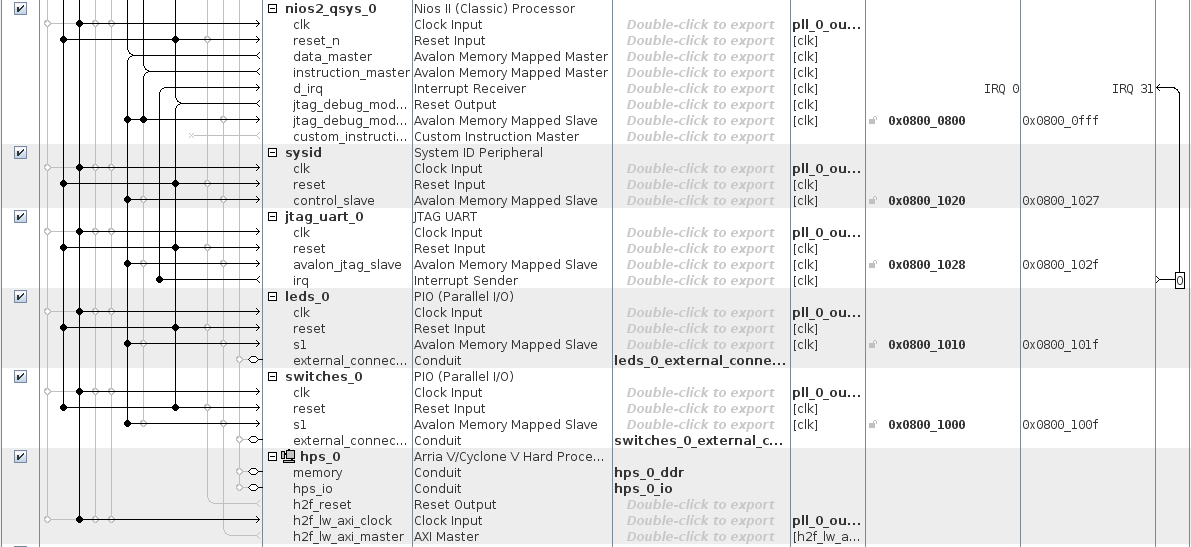 nios2_qsys_0 Nios II (Classic) Processor
clk Clock Input Double-click to export pll_0_ou...
reset_n Reset Input Double-click to export [clk]
data_master Avalon Memory Mapped Master Double-click to export [clk]
instruction_master Avalon Memory Mapped Master Double-click to export [clk]
d_irq Interrupt Receiver Double-click to export [clk] IRQ 0 IRQ 31
jtag_debug_mod... Reset Output Double-click to export [clk]
jtag_debug_mod... Avalon Memory Mapped Slave Double-click to export [clk] 0x0800_0800 0x0800_0fff
custom_instructi... Custom Instruction Master Double-click to export
sysid System ID Peripheral
clk Clock Input Double-click to export pll_0_ou...
reset Reset Input Double-click to export [clk]
control_slave Avalon Memory Mapped Slave Double-click to export [clk] 0x0800_1020 0x0800_1027
jtag_uart_0 JTAG UART
clk Clock Input Double-click to export pll_0_ou...
reset Reset Input Double-click to export [clk]
avalon_jtag_slave Avalon Memory Mapped Slave Double-click to export [clk] 0x0800_1028 0x0800_102f
irq Interrupt Sender Double-click to export [clk] 0
leds_0 PIO (Parallel I/O)
clk Clock Input Double-click to export pll_0_ou...
reset Reset Input Double-click to export [clk]
s1 Avalon Memory Mapped Slave Double-click to export [clk] 0x0800_1010 0x0800_101f
external_connec... Conduit leds_0_external_conne...
switches_0 PIO (Parallel I/O)
clk Clock Input Double-click to export pll_0_ou...
reset Reset Input Double-click to export [clk]
s1 Avalon Memory Mapped Slave Double-click to export [clk] 0x0800_1000 0x0800_100f
external_connec... Conduit switches_0_external_c...
hps_0 Arria V/Cyclone V Hard Proce...
memory Conduit hps_0_ddr
hps_io Conduit hps_0_io
h2f_reset Reset Output Double-click to export
h2f_lw_axi_clock Clock Input Double-click to export pll_0_ou...
h2f_lw_axi_master AXI Master Double-click to export [h2f_lw_a...